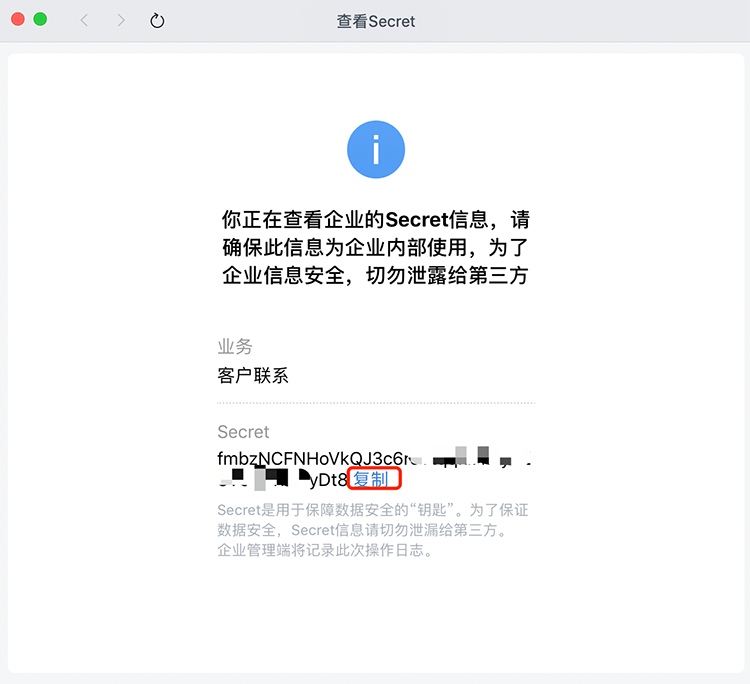 查看Secret
你正在查看企业的Secret信息，请
确保此信息为企业内部使用，为了
企业信息安全，切勿泄露给第三方
业务
客户联系
Secret
fmbzNCFNHoVkQJ3c6r
yDt8复制
Secret是用于保障数据安全的“钥匙”。为了保证
数据安全，Secret信息请切勿泄漏给第三方。
企业管理端将记录此次操作日志。